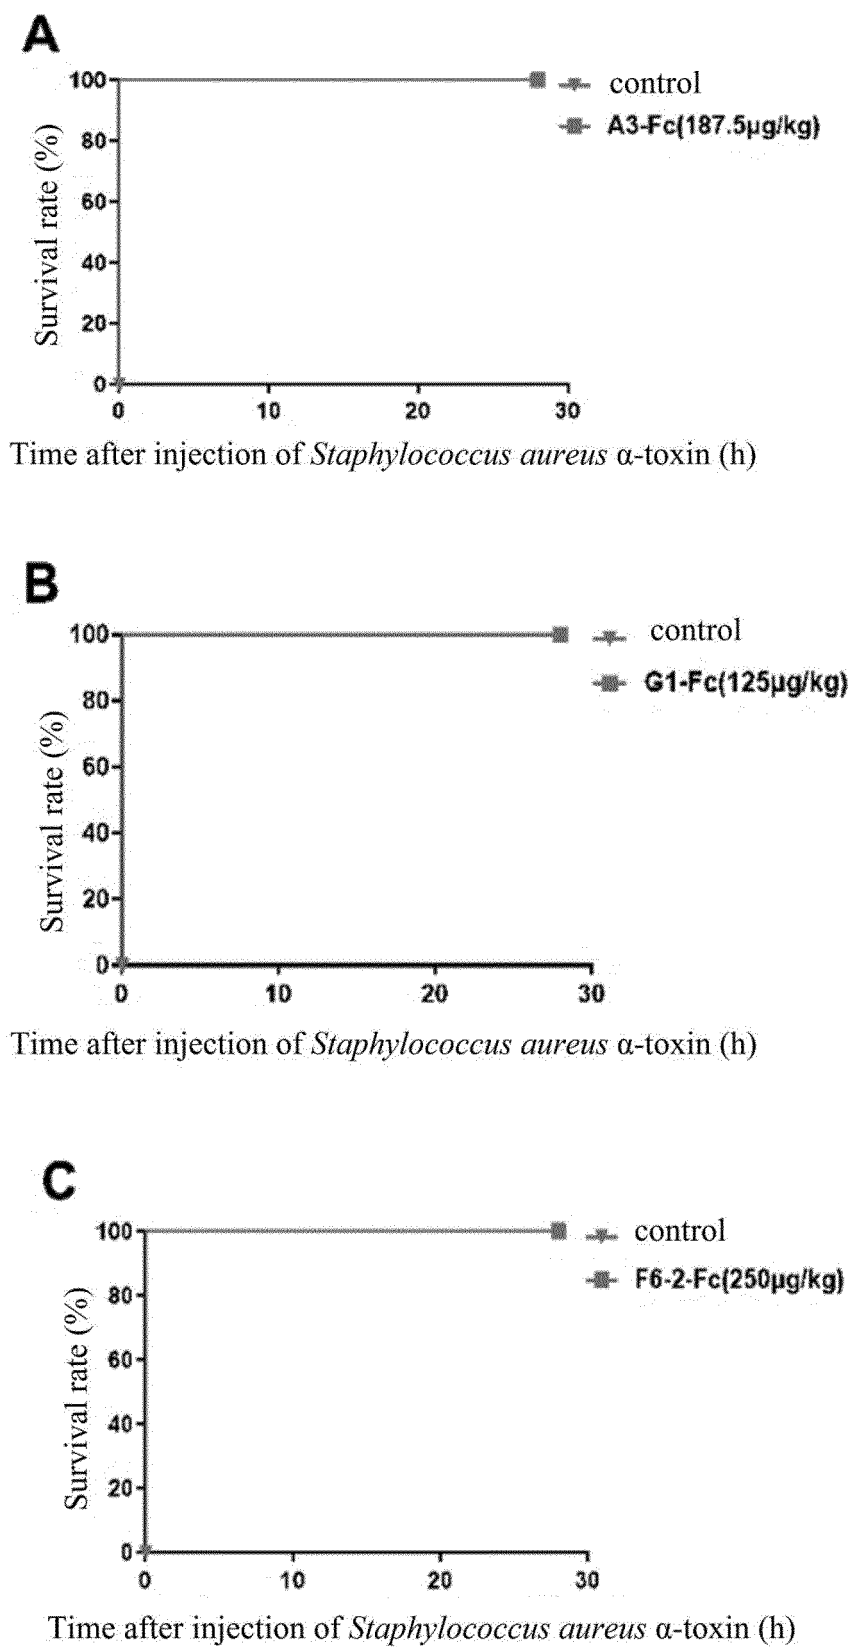 A
100
control
A3-Fc(187.5µg/kg)
80
60
40
20
0
Survival rate (%)
0 10 20 30
Time after injection of Staphylococcus aureus α-toxin (h)
B
100
control
G1-Fc(125µg/kg)
80
60
40
20
0
Survival rate (%)
0 10 20 30
Time after injection of Staphylococcus aureus α-toxin (h)
C
100
control
F6-2-Fc(250µg/kg)
80
60
40
20
0
Survival rate (%)
0 10 20 30
Time after injection of Staphylococcus aureus α-toxin (h)